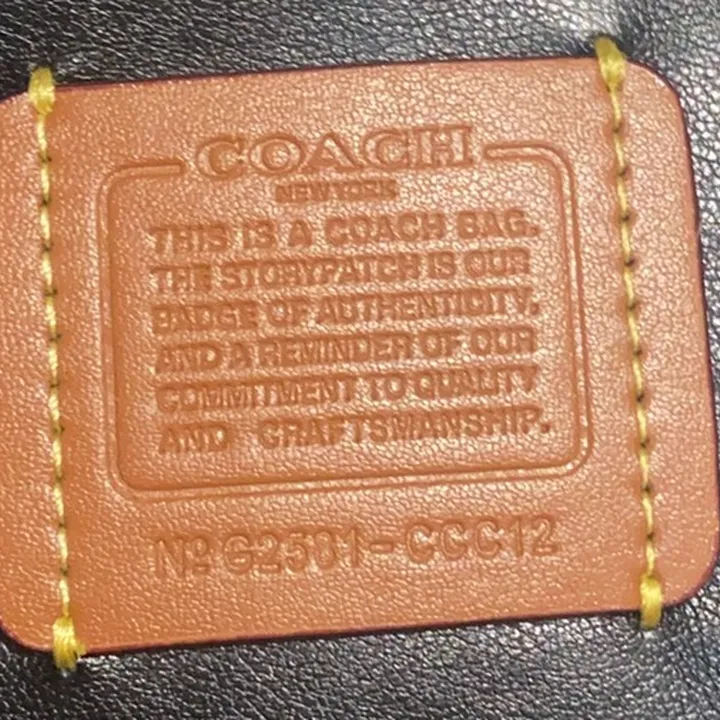 COACH
NEW YORK
THIS IS A COACH BAG.
THE STORYPATCH IS OUR
BADGE OF AUTHENTICITY.
AND A REMINDER OF OUR
COMMITMENT TO QUALITY
AND CRAFTSMANSHIP.
Nº G2501-CCC12